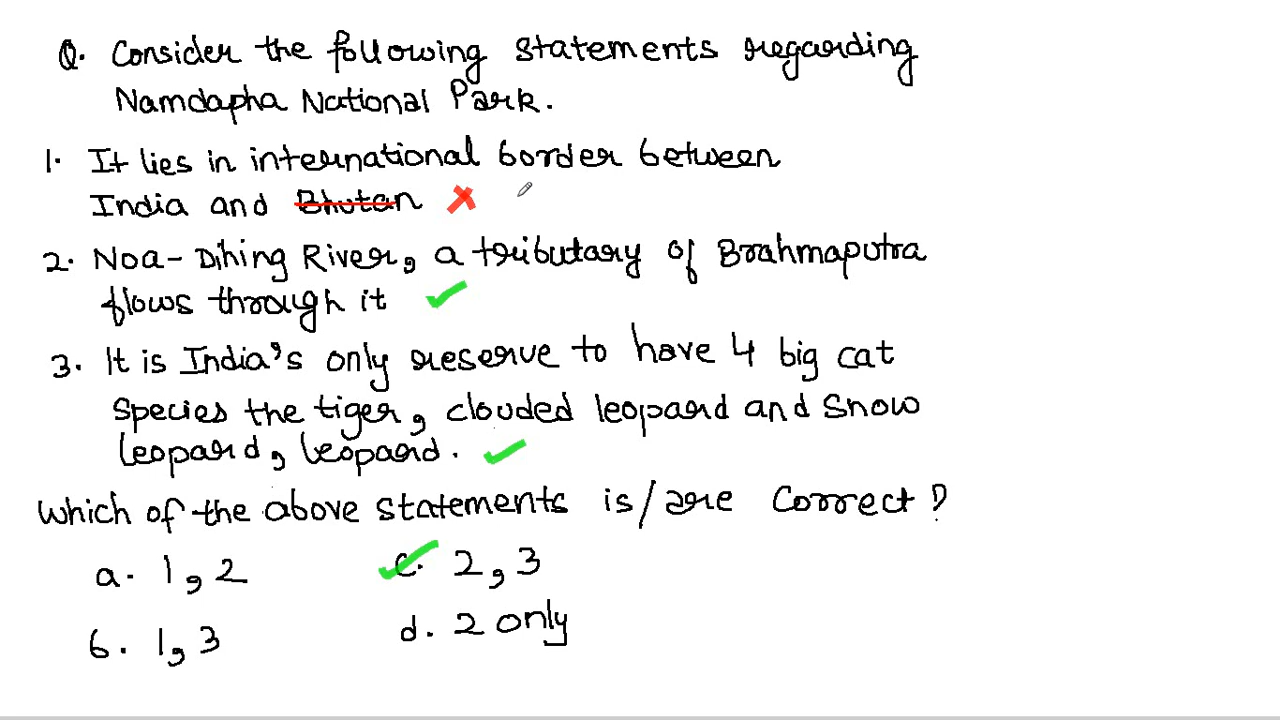 Q. Consider the following statements regarding
Namdapha National Park.
1. It lies in international border between
India and Bhutan
2. Noa-Dihing River, a tributary of Brahmaputra
flows through it
3. It is India's only reserve to have 4 big cat
species the tiger, clouded leopard and snow
leopard, leopard.
Which of the above statements is/are correct?
a. 1, 2 c. 2, 3
b. 1, 3 d. 2 only